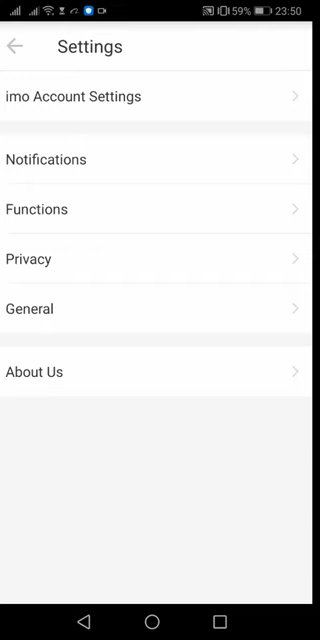 59% 23:50
Settings
imo Account Settings
Notifications
Functions
Privacy
General
About Us